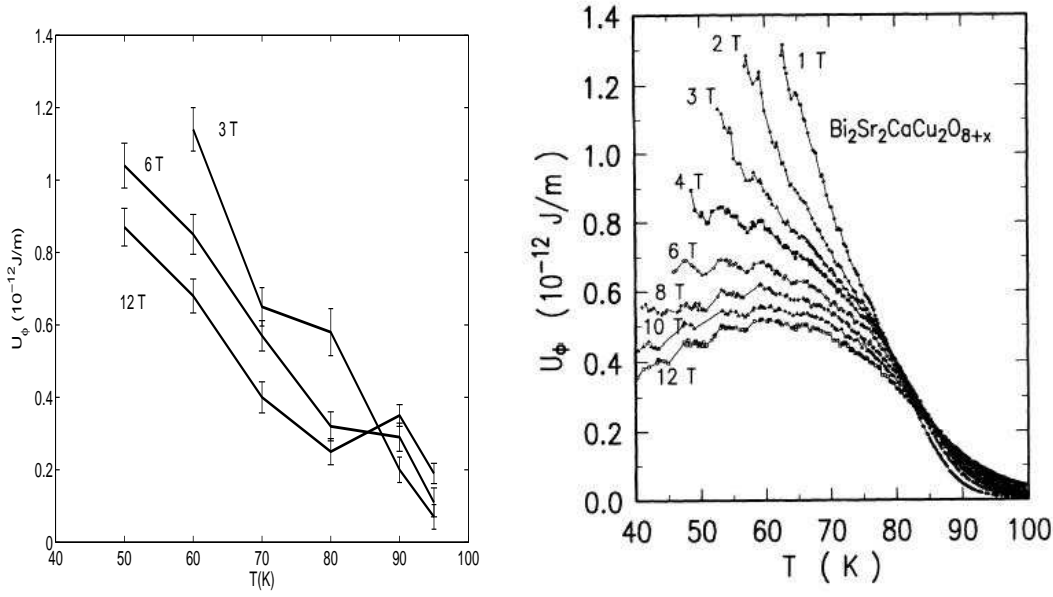 1.4
1.2
1
0.8
0.6
0.4
0.2
0
40 50 60 70 80 90 100
T(K)
U_ϕ (10⁻¹²J/m)
3 T
6 T
12 T
1.4
1.2
1.0
0.8
0.6
0.4
0.2
0.0
40 50 60 70 80 90 100
T ( K )
U_Φ (10⁻¹² J/m)
2 T
1 T
3 T
Bi₂Sr₂CaCu₂O₈₊ₓ
4 T
6 T
8 T
10 T
12 T